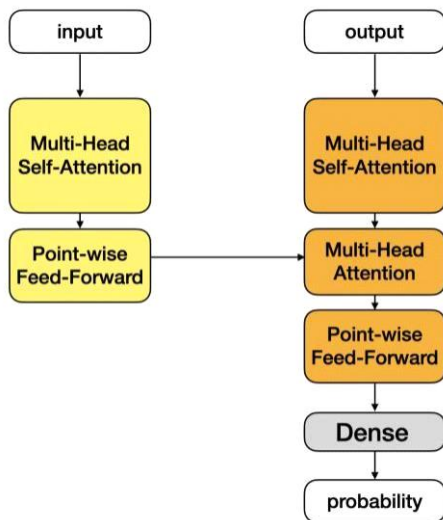 input
Multi-Head
Self-Attention
Point-wise
Feed-Forward
output
Multi-Head
Self-Attention
Multi-Head
Attention
Point-wise
Feed-Forward
Dense
probability